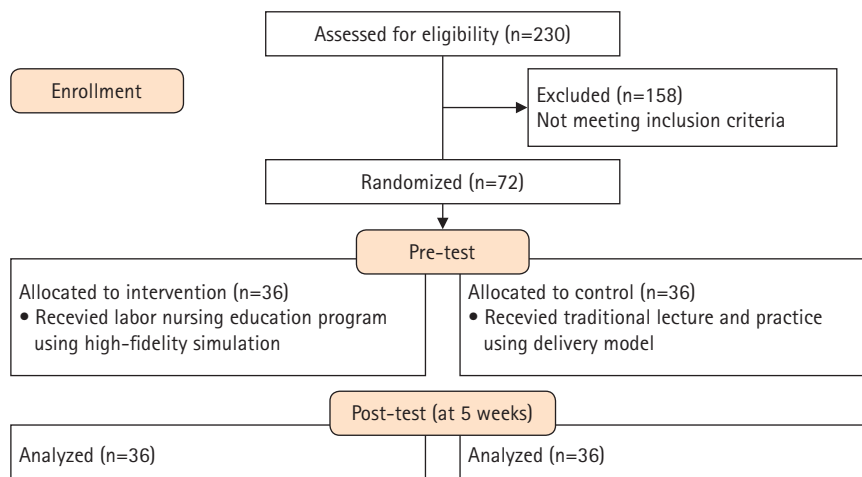 Assessed for eligibility (n=230)
Enrollment
Excluded (n=158)
Not meeting inclusion criteria
Randomized (n=72)
Pre-test
Allocated to intervention (n=36)
• Recevied labor nursing education program
using high-fidelity simulation
Allocated to control (n=36)
• Recevied traditional lecture and practice
using delivery model
Post-test (at 5 weeks)
Analyzed (n=36)
Analyzed (n=36)